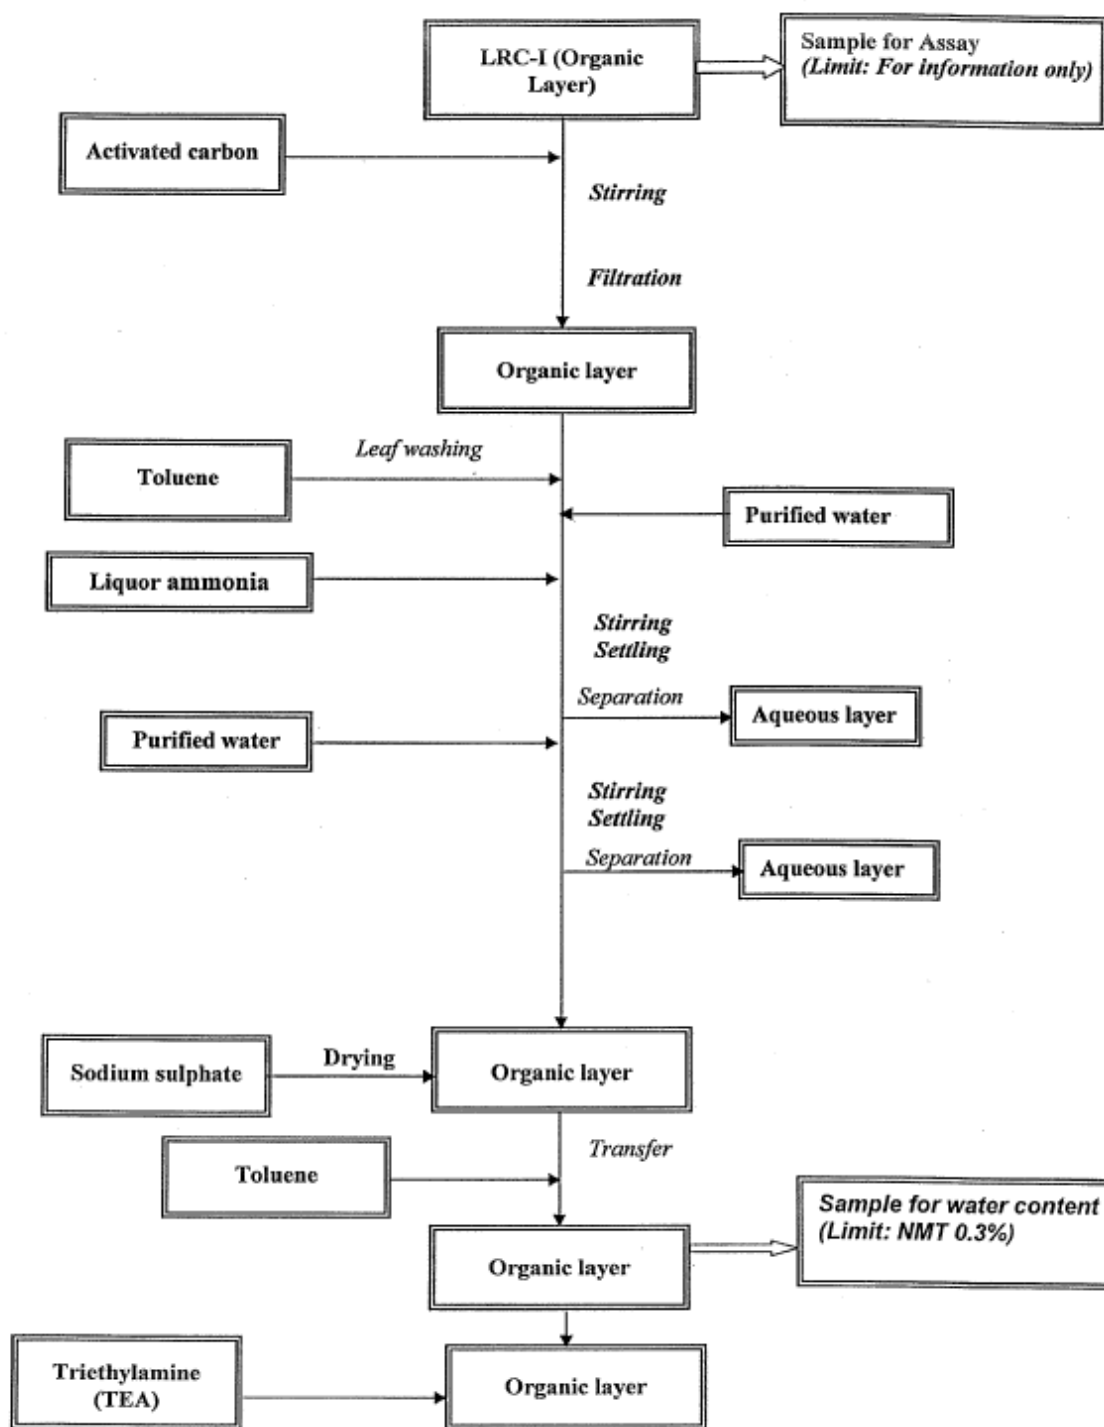 LRC-I (Organic
Layer)
Sample for Assay
(Limit: For information only)
Activated carbon
Stirring
Filtration
Organic layer
Leaf washing
Toluene
Purified water
Liquor ammonia
Stirring
Settling
Separation
Aqueous layer
Purified water
Stirring
Settling
Separation
Aqueous layer
Sodium sulphate
Drying
Organic layer
Transfer
Toluene
Sample for water content
(Limit: NMT 0.3%)
Organic layer
Triethylamine
(TEA)
Organic layer